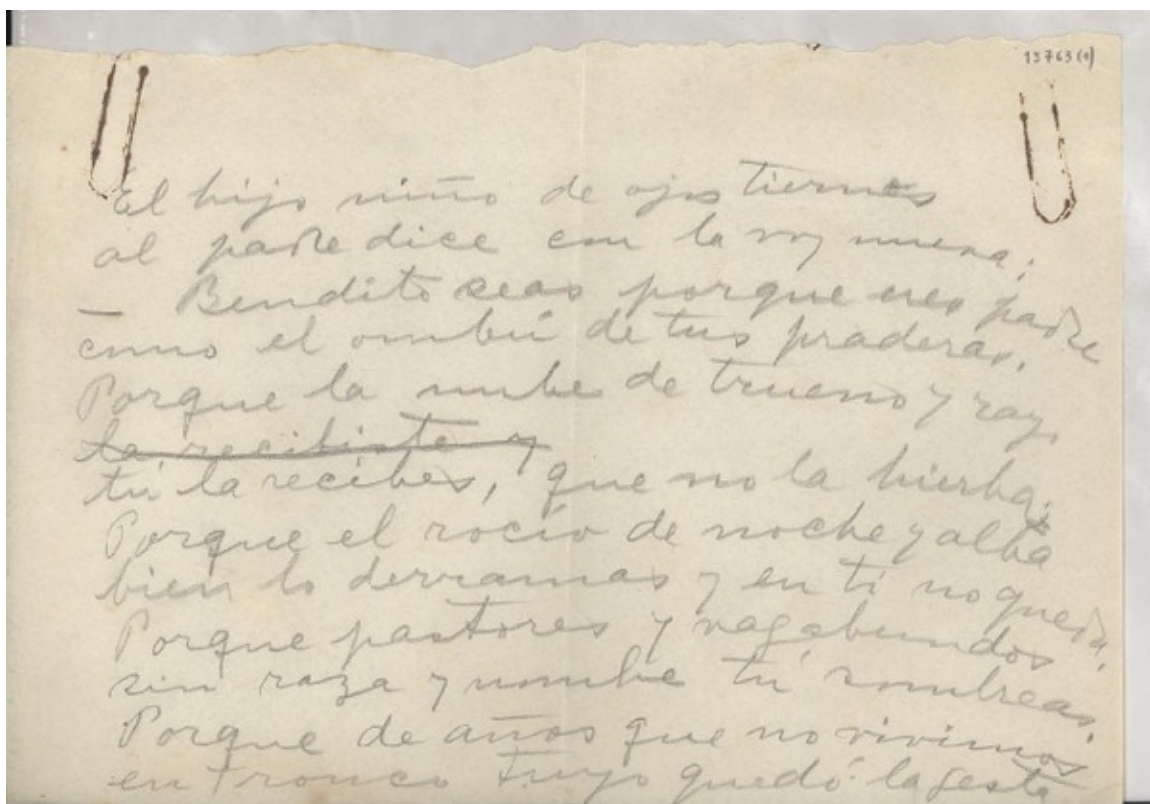 13763(1)
El hijo niño de ojos tiernos
al padre dice con la voz nueva:
— Bendito seas porque eres padre
como el ombú de tus praderas.
Porque la nube de trueno y rayo
la recibiste y
tú la recibes, que no la hierba.
Porque el rocío de noche y alba
bien lo derramas y en ti no queda.
Porque pastores y vagabundos
sin raza y nombre tú sombreas.
Porque de años que no vivimos
en tronco tuyo quedó la gesta